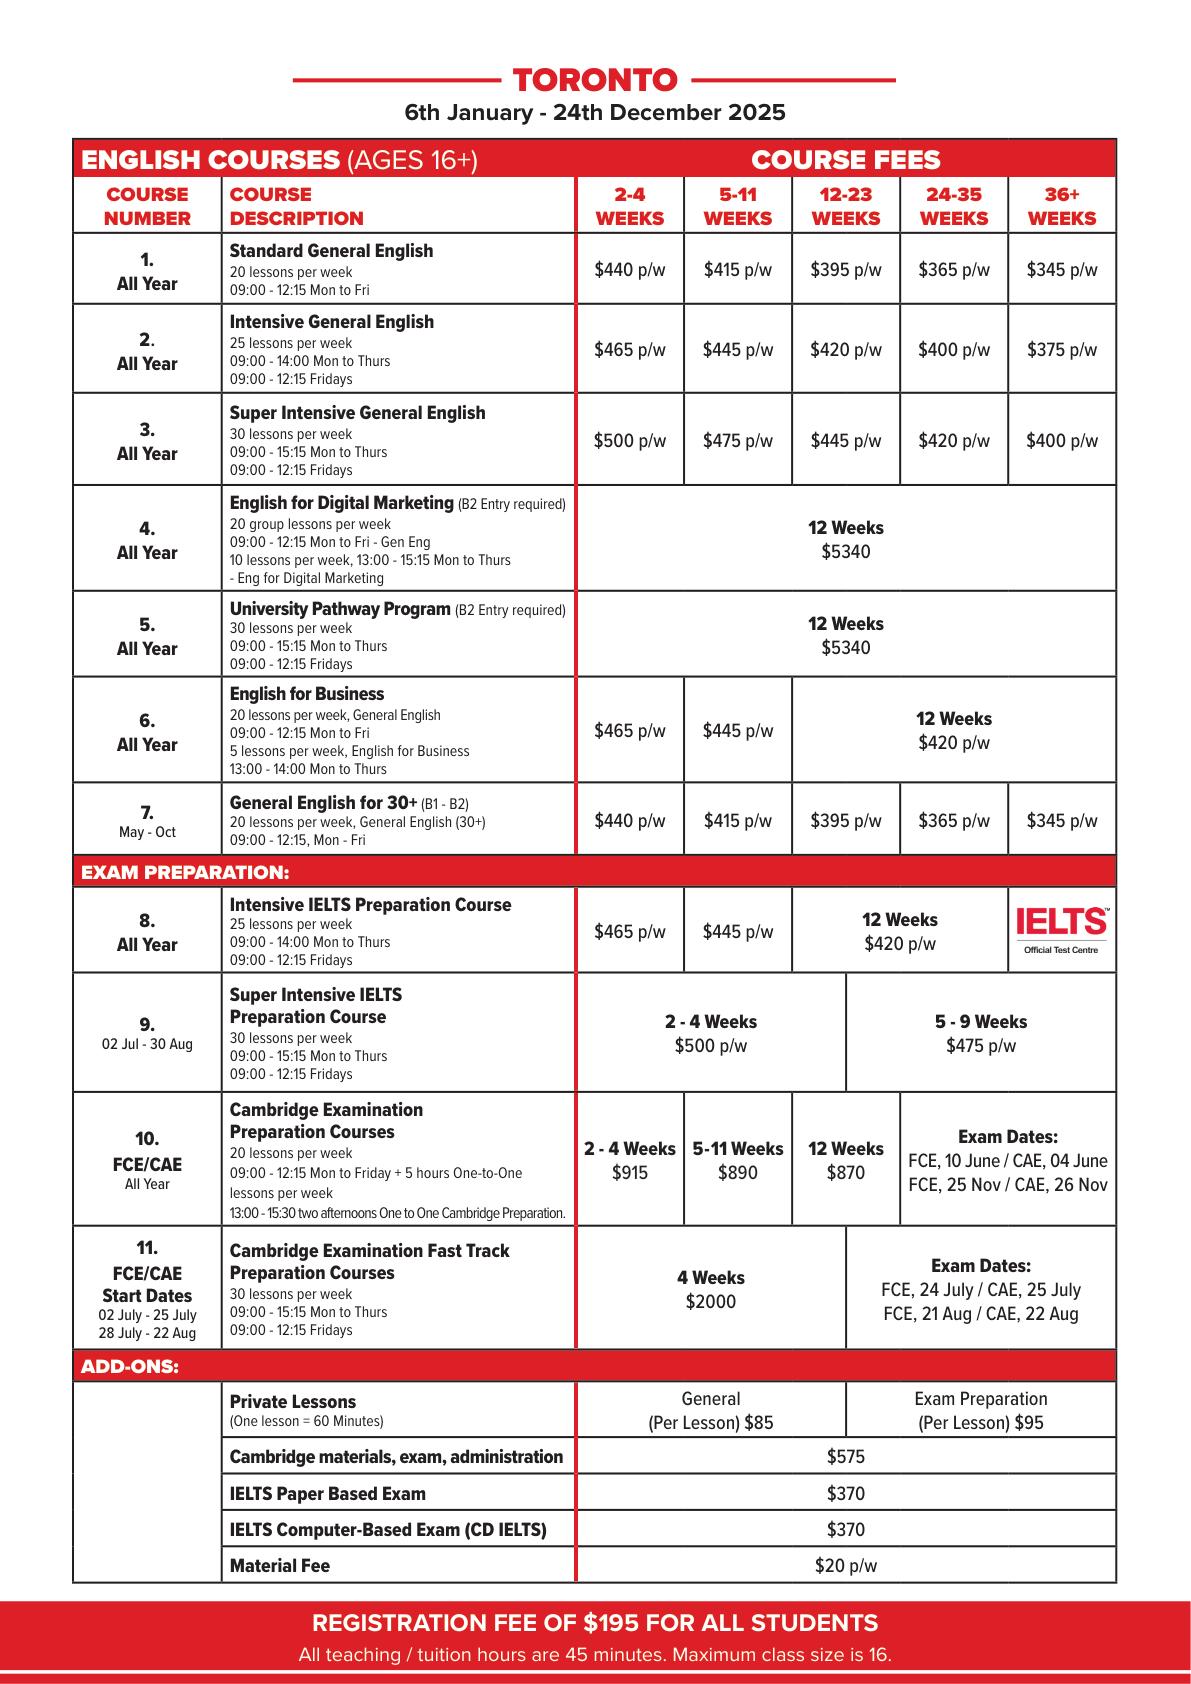 TORONTO
6th January - 24th December 2025
ENGLISH COURSES (AGES 16+) COURSE FEES
COURSE NUMBER COURSE DESCRIPTION 2-4 WEEKS 5-11 WEEKS 12-23 WEEKS 24-35 WEEKS 36+ WEEKS
1.
All Year
Standard General English
20 lessons per week
09:00 - 12:15 Mon to Fri
$440 p/w $415 p/w $395 p/w $365 p/w $345 p/w
2.
All Year
Intensive General English
25 lessons per week
09:00 - 14:00 Mon to Thurs
09:00 - 12:15 Fridays
$465 p/w $445 p/w $420 p/w $400 p/w $375 p/w
3.
All Year
Super Intensive General English
30 lessons per week
09:00 - 15:15 Mon to Thurs
09:00 - 12:15 Fridays
$500 p/w $475 p/w $445 p/w $420 p/w $400 p/w
4.
All Year
English for Digital Marketing (B2 Entry required)
20 group lessons per week
09:00 - 12:15 Mon to Fri - Gen Eng
10 lessons per week, 13:00 - 15:15 Mon to Thurs
- Eng for Digital Marketing
12 Weeks
$5340
5.
All Year
University Pathway Program (B2 Entry required)
30 lessons per week
09:00 - 15:15 Mon to Thurs
09:00 - 12:15 Fridays
12 Weeks
$5340
6.
All Year
English for Business
20 lessons per week, General English
09:00 - 12:15 Mon to Fri
5 lessons per week, English for Business
13:00 - 14:00 Mon to Thurs
$465 p/w $445 p/w
12 Weeks
$420 p/w
7.
May - Oct
General English for 30+ (B1 - B2)
20 lessons per week, General English (30+)
09:00 - 12:15, Mon - Fri
$440 p/w $415 p/w $395 p/w $365 p/w $345 p/w
EXAM PREPARATION:
8.
All Year
Intensive IELTS Preparation Course
25 lessons per week
09:00 - 14:00 Mon to Thurs
09:00 - 12:15 Fridays
$465 p/w $445 p/w
12 Weeks
$420 p/w
IELTS™
Official Test Centre
9.
02 Jul - 30 Aug
Super Intensive IELTS
Preparation Course
30 lessons per week
09:00 - 15:15 Mon to Thurs
09:00 - 12:15 Fridays
2 - 4 Weeks
$500 p/w
5 - 9 Weeks
$475 p/w
10.
FCE/CAE
All Year
Cambridge Examination
Preparation Courses
20 lessons per week
09:00 - 12:15 Mon to Friday + 5 hours One-to-One
lessons per week
13:00 - 15:30 two afternoons One to One Cambridge Preparation.
2 - 4 Weeks
$915
5-11 Weeks
$890
12 Weeks
$870
Exam Dates:
FCE, 10 June / CAE, 04 June
FCE, 25 Nov / CAE, 26 Nov
11.
FCE/CAE
Start Dates
02 July - 25 July
28 July - 22 Aug
Cambridge Examination Fast Track
Preparation Courses
30 lessons per week
09:00 - 15:15 Mon to Thurs
09:00 - 12:15 Fridays
4 Weeks
$2000
Exam Dates:
FCE, 24 July / CAE, 25 July
FCE, 21 Aug / CAE, 22 Aug
ADD-ONS:
Private Lessons
(One lesson = 60 Minutes)
General
(Per Lesson) $85
Exam Preparation
(Per Lesson) $95
Cambridge materials, exam, administration $575
IELTS Paper Based Exam $370
IELTS Computer-Based Exam (CD IELTS) $370
Material Fee $20 p/w
REGISTRATION FEE OF $195 FOR ALL STUDENTS
All teaching / tuition hours are 45 minutes. Maximum class size is 16.